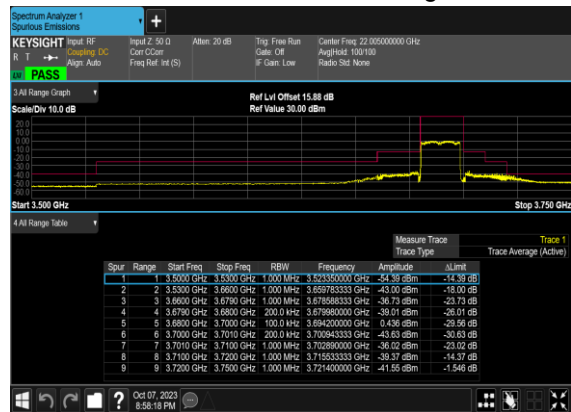 Spectrum Analyzer 1
Spurious Emissions
KEYSIGHT Input: RF Input Z: 50 Ω Atten: 20 dB Trig: Free Run Center Freq: 22.005000000 GHz
R T Coupling: DC Corr CCorr Gate: Off Avg|Hold: 100/100
Align: Auto Freq Ref: Int (S) IF Gain: Low Radio Std: None
LW PASS
3 All Range Graph Ref Lvl Offset 15.88 dB
Scale/Div 10.0 dB Ref Value 30.00 dBm
20.0
10.0
0.00
-10.0
-20.0
-30.0
-40.0
-50.0
-60.0
Start 3.500 GHz Stop 3.750 GHz
4 All Range Table
Measure Trace Trace 1
Trace Type Trace Average (Active)
Spur Range Start Freq Stop Freq RBW Frequency Amplitude ΔLimit
1 1 3.5000 GHz 3.5300 GHz 1.000 MHz 3.523350000 GHz -54.39 dBm -14.39 dB
2 2 3.5300 GHz 3.6600 GHz 1.000 MHz 3.659783333 GHz -43.00 dBm -18.00 dB
3 3 3.6600 GHz 3.6790 GHz 1.000 MHz 3.678588333 GHz -36.73 dBm -23.73 dB
4 4 3.6790 GHz 3.6800 GHz 200.0 kHz 3.679980000 GHz -39.01 dBm -26.01 dB
5 5 3.6800 GHz 3.7000 GHz 100.0 kHz 3.694200000 GHz 0.436 dBm -29.56 dB
6 6 3.7000 GHz 3.7010 GHz 200.0 kHz 3.700943333 GHz -43.63 dBm -30.63 dB
7 7 3.7010 GHz 3.7100 GHz 1.000 MHz 3.702890000 GHz -36.02 dBm -23.02 dB
8 8 3.7100 GHz 3.7200 GHz 1.000 MHz 3.715533333 GHz -39.37 dBm -14.37 dB
9 9 3.7200 GHz 3.7500 GHz 1.000 MHz 3.721400000 GHz -41.55 dBm -1.546 dB
Oct 07, 2023
8:58:18 PM